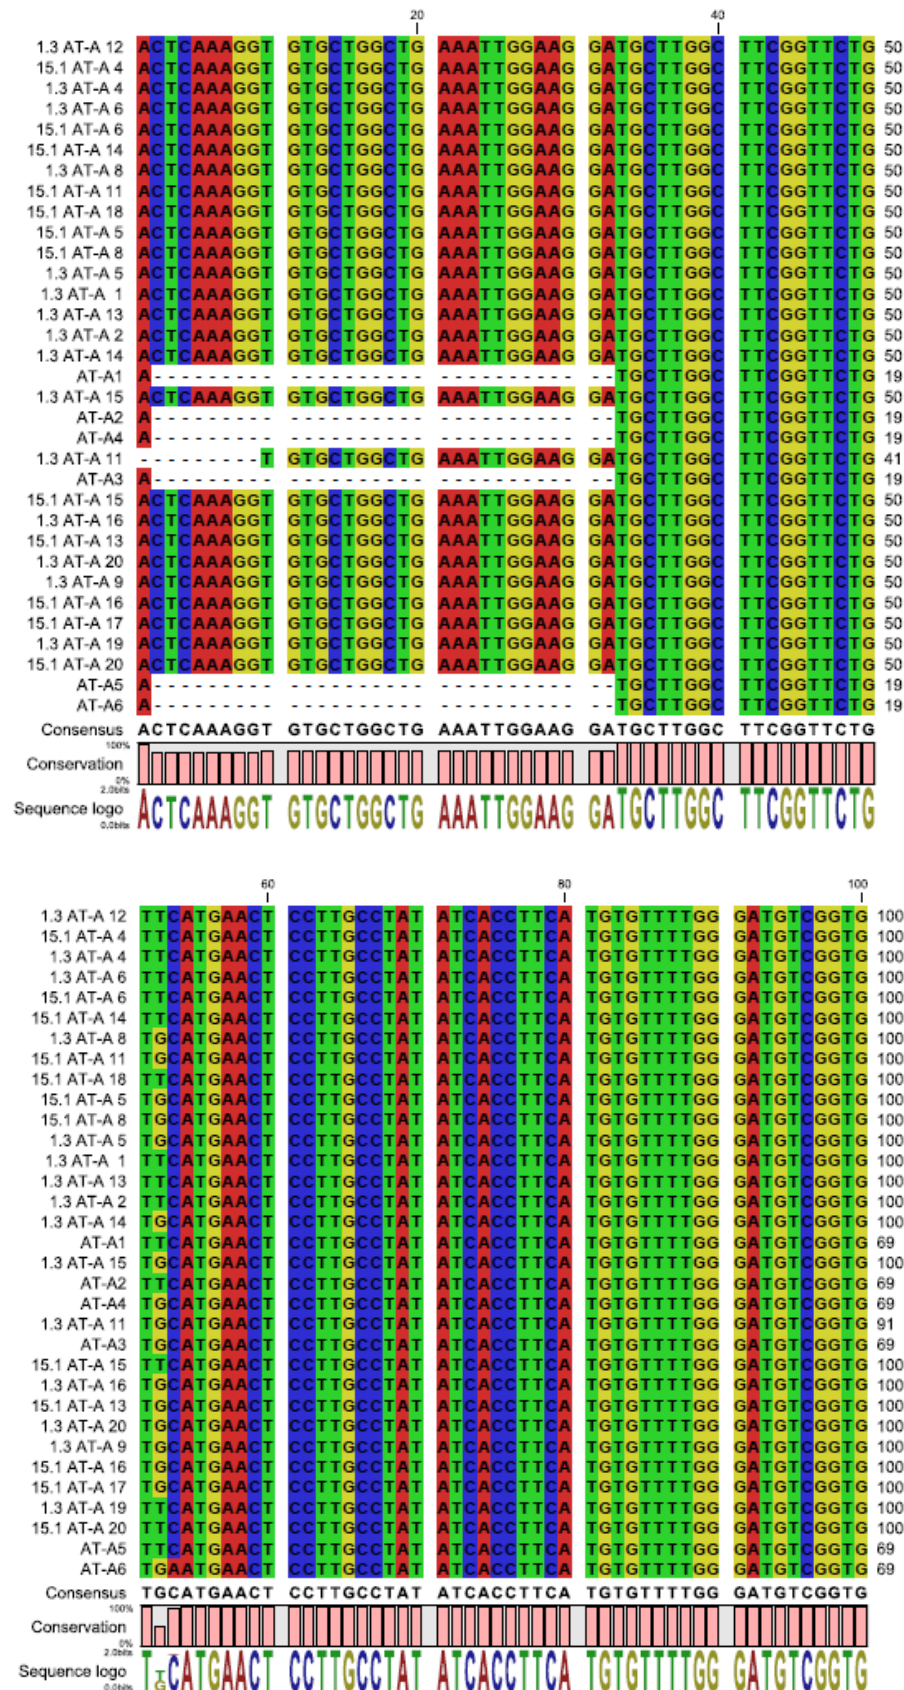 20 40
1.3 AT-A 12 ACTCAAAGGT GTGCTGGCTG AAATTGGAAG GATGCTTGGC TTCGGTTCTG 50
15.1 AT-A 4 ACTCAAAGGT GTGCTGGCTG AAATTGGAAG GATGCTTGGC TTCGGTTCTG 50
1.3 AT-A 4 ACTCAAAGGT GTGCTGGCTG AAATTGGAAG GATGCTTGGC TTCGGTTCTG 50
1.3 AT-A 6 ACTCAAAGGT GTGCTGGCTG AAATTGGAAG GATGCTTGGC TTCGGTTCTG 50
15.1 AT-A 6 ACTCAAAGGT GTGCTGGCTG AAATTGGAAG GATGCTTGGC TTCGGTTCTG 50
15.1 AT-A 14 ACTCAAAGGT GTGCTGGCTG AAATTGGAAG GATGCTTGGC TTCGGTTCTG 50
1.3 AT-A 8 ACTCAAAGGT GTGCTGGCTG AAATTGGAAG GATGCTTGGC TTCGGTTCTG 50
15.1 AT-A 11 ACTCAAAGGT GTGCTGGCTG AAATTGGAAG GATGCTTGGC TTCGGTTCTG 50
15.1 AT-A 18 ACTCAAAGGT GTGCTGGCTG AAATTGGAAG GATGCTTGGC TTCGGTTCTG 50
15.1 AT-A 5 ACTCAAAGGT GTGCTGGCTG AAATTGGAAG GATGCTTGGC TTCGGTTCTG 50
15.1 AT-A 8 ACTCAAAGGT GTGCTGGCTG AAATTGGAAG GATGCTTGGC TTCGGTTCTG 50
1.3 AT-A 5 ACTCAAAGGT GTGCTGGCTG AAATTGGAAG GATGCTTGGC TTCGGTTCTG 50
1.3 AT-A 1 ACTCAAAGGT GTGCTGGCTG AAATTGGAAG GATGCTTGGC TTCGGTTCTG 50
1.3 AT-A 13 ACTCAAAGGT GTGCTGGCTG AAATTGGAAG GATGCTTGGC TTCGGTTCTG 50
1.3 AT-A 2 ACTCAAAGGT GTGCTGGCTG AAATTGGAAG GATGCTTGGC TTCGGTTCTG 50
1.3 AT-A 14 ACTCAAAGGT GTGCTGGCTG AAATTGGAAG GATGCTTGGC TTCGGTTCTG 50
AT-A1 A--------- ---------- ---------- --TGCTTGGC TTCGGTTCTG 19
1.3 AT-A 15 ACTCAAAGGT GTGCTGGCTG AAATTGGAAG GATGCTTGGC TTCGGTTCTG 50
AT-A2 A--------- ---------- ---------- --TGCTTGGC TTCGGTTCTG 19
AT-A4 A--------- ---------- ---------- --TGCTTGGC TTCGGTTCTG 19
1.3 AT-A 11 ---------T GTGCTGGCTG AAATTGGAAG GATGCTTGGC TTCGGTTCTG 41
AT-A3 A--------- ---------- ---------- --TGCTTGGC TTCGGTTCTG 19
15.1 AT-A 15 ACTCAAAGGT GTGCTGGCTG AAATTGGAAG GATGCTTGGC TTCGGTTCTG 50
1.3 AT-A 16 ACTCAAAGGT GTGCTGGCTG AAATTGGAAG GATGCTTGGC TTCGGTTCTG 50
15.1 AT-A 13 ACTCAAAGGT GTGCTGGCTG AAATTGGAAG GATGCTTGGC TTCGGTTCTG 50
1.3 AT-A 20 ACTCAAAGGT GTGCTGGCTG AAATTGGAAG GATGCTTGGC TTCGGTTCTG 50
1.3 AT-A 9 ACTCAAAGGT GTGCTGGCTG AAATTGGAAG GATGCTTGGC TTCGGTTCTG 50
15.1 AT-A 16 ACTCAAAGGT GTGCTGGCTG AAATTGGAAG GATGCTTGGC TTCGGTTCTG 50
15.1 AT-A 17 ACTCAAAGGT GTGCTGGCTG AAATTGGAAG GATGCTTGGC TTCGGTTCTG 50
1.3 AT-A 19 ACTCAAAGGT GTGCTGGCTG AAATTGGAAG GATGCTTGGC TTCGGTTCTG 50
15.1 AT-A 20 ACTCAAAGGT GTGCTGGCTG AAATTGGAAG GATGCTTGGC TTCGGTTCTG 50
AT-A5 A--------- ---------- ---------- --TGCTTGGC TTCGGTTCTG 19
AT-A6 A--------- ---------- ---------- --TGCTTGGC TTCGGTTCTG 19
Consensus ACTCAAAGGT GTGCTGGCTG AAATTGGAAG GATGCTTGGC TTCGGTTCTG
100%
Conservation
0%
2.0bits
Sequence logo ACTCAAAGGT GTGCTGGCTG AAATTGGAAG GATGCTTGGC TTCGGTTCTG
0.0bits
60 80 100
1.3 AT-A 12 TTCATGAACT CCTTGCCTAT ATCACCTTCA TGTGTTTTGG GATGTCGGTG 100
15.1 AT-A 4 TTCATGAACT CCTTGCCTAT ATCACCTTCA TGTGTTTTGG GATGTCGGTG 100
1.3 AT-A 4 TTCATGAACT CCTTGCCTAT ATCACCTTCA TGTGTTTTGG GATGTCGGTG 100
1.3 AT-A 6 TTCATGAACT CCTTGCCTAT ATCACCTTCA TGTGTTTTGG GATGTCGGTG 100
15.1 AT-A 6 TTCATGAACT CCTTGCCTAT ATCACCTTCA TGTGTTTTGG GATGTCGGTG 100
15.1 AT-A 14 TTCATGAACT CCTTGCCTAT ATCACCTTCA TGTGTTTTGG GATGTCGGTG 100
1.3 AT-A 8 TGCATGAACT CCTTGCCTAT ATCACCTTCA TGTGTTTTGG GATGTCGGTG 100
15.1 AT-A 11 TGCATGAACT CCTTGCCTAT ATCACCTTCA TGTGTTTTGG GATGTCGGTG 100
15.1 AT-A 18 TTCATGAACT CCTTGCCTAT ATCACCTTCA TGTGTTTTGG GATGTCGGTG 100
15.1 AT-A 5 TGCATGAACT CCTTGCCTAT ATCACCTTCA TGTGTTTTGG GATGTCGGTG 100
15.1 AT-A 8 TGCATGAACT CCTTGCCTAT ATCACCTTCA TGTGTTTTGG GATGTCGGTG 100
1.3 AT-A 5 TGCATGAACT CCTTGCCTAT ATCACCTTCA TGTGTTTTGG GATGTCGGTG 100
1.3 AT-A 1 TTCATGAACT CCTTGCCTAT ATCACCTTCA TGTGTTTTGG GATGTCGGTG 100
1.3 AT-A 13 TTCATGAACT CCTTGCCTAT ATCACCTTCA TGTGTTTTGG GATGTCGGTG 100
1.3 AT-A 2 TTCATGAACT CCTTGCCTAT ATCACCTTCA TGTGTTTTGG GATGTCGGTG 100
1.3 AT-A 14 TGCATGAACT CCTTGCCTAT ATCACCTTCA TGTGTTTTGG GATGTCGGTG 100
AT-A1 TTCATGAACT CCTTGCCTAT ATCACCTTCA TGTGTTTTGG GATGTCGGTG 69
1.3 AT-A 15 TGCATGAACT CCTTGCCTAT ATCACCTTCA TGTGTTTTGG GATGTCGGTG 100
AT-A2 TTCATGAACT CCTTGCCTAT ATCACCTTCA TGTGTTTTGG GATGTCGGTG 69
AT-A4 TGCATGAACT CCTTGCCTAT ATCACCTTCA TGTGTTTTGG GATGTCGGTG 69
1.3 AT-A 11 TGCATGAACT CCTTGCCTAT ATCACCTTCA TGTGTTTTGG GATGTCGGTG 91
AT-A3 TGCATGAACT CCTTGCCTAT ATCACCTTCA TGTGTTTTGG GATGTCGGTG 69
15.1 AT-A 15 TTCATGAACT CCTTGCCTAT ATCACCTTCA TGTGTTTTGG GATGTCGGTG 100
1.3 AT-A 16 TGCATGAACT CCTTGCCTAT ATCACCTTCA TGTGTTTTGG GATGTCGGTG 100
15.1 AT-A 13 TGCATGAACT CCTTGCCTAT ATCACCTTCA TGTGTTTTGG GATGTCGGTG 100
1.3 AT-A 20 TGCATGAACT CCTTGCCTAT ATCACCTTCA TGTGTTTTGG GATGTCGGTG 100
1.3 AT-A 9 TGCATGAACT CCTTGCCTAT ATCACCTTCA TGTGTTTTGG GATGTCGGTG 100
15.1 AT-A 16 TGCATGAACT CCTTGCCTAT ATCACCTTCA TGTGTTTTGG GATGTCGGTG 100
15.1 AT-A 17 TGCATGAACT CCTTGCCTAT ATCACCTTCA TGTGTTTTGG GATGTCGGTG 100
1.3 AT-A 19 TTCATGAACT CCTTGCCTAT ATCACCTTCA TGTGTTTTGG GATGTCGGTG 100
15.1 AT-A 20 TTCATGAACT CCTTGCCTAT ATCACCTTCA TGTGTTTTGG GATGTCGGTG 100
AT-A5 TTCATGAACT CCTTGCCTAT ATCACCTTCA TGTGTTTTGG GATGTCGGTG 69
AT-A6 TGAATGAACT CCTTGCCTAT ATCACCTTCA TGTGTTTTGG GATGTCGGTG 69
Consensus TGCATGAACT CCTTGCCTAT ATCACCTTCA TGTGTTTTGG GATGTCGGTG
100%
Conservation
0%
2.0bits
Sequence logo TTCATGAACT CCTTGCCTAT ATCACCTTCA TGTGTTTTGG GATGTCGGTG
G
0.0bits